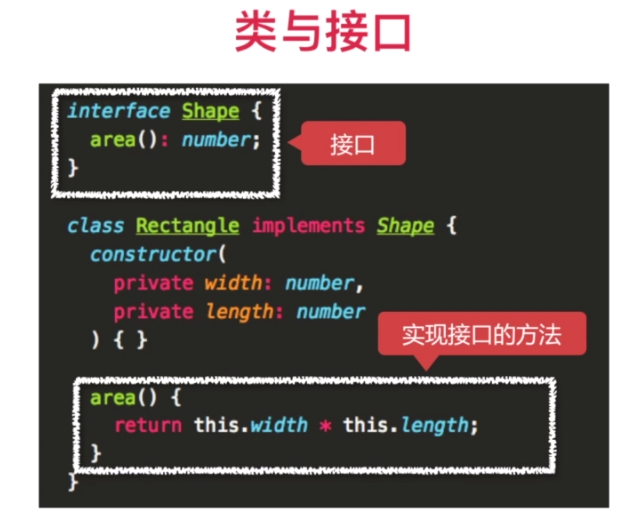 类与接口
interface Shape {
area(): number;
}
接口
class Rectangle implements Shape {
constructor(
private width: number,
private length: number
) { }
实现接口的方法
area() {
return this.width * this.length;
}
}